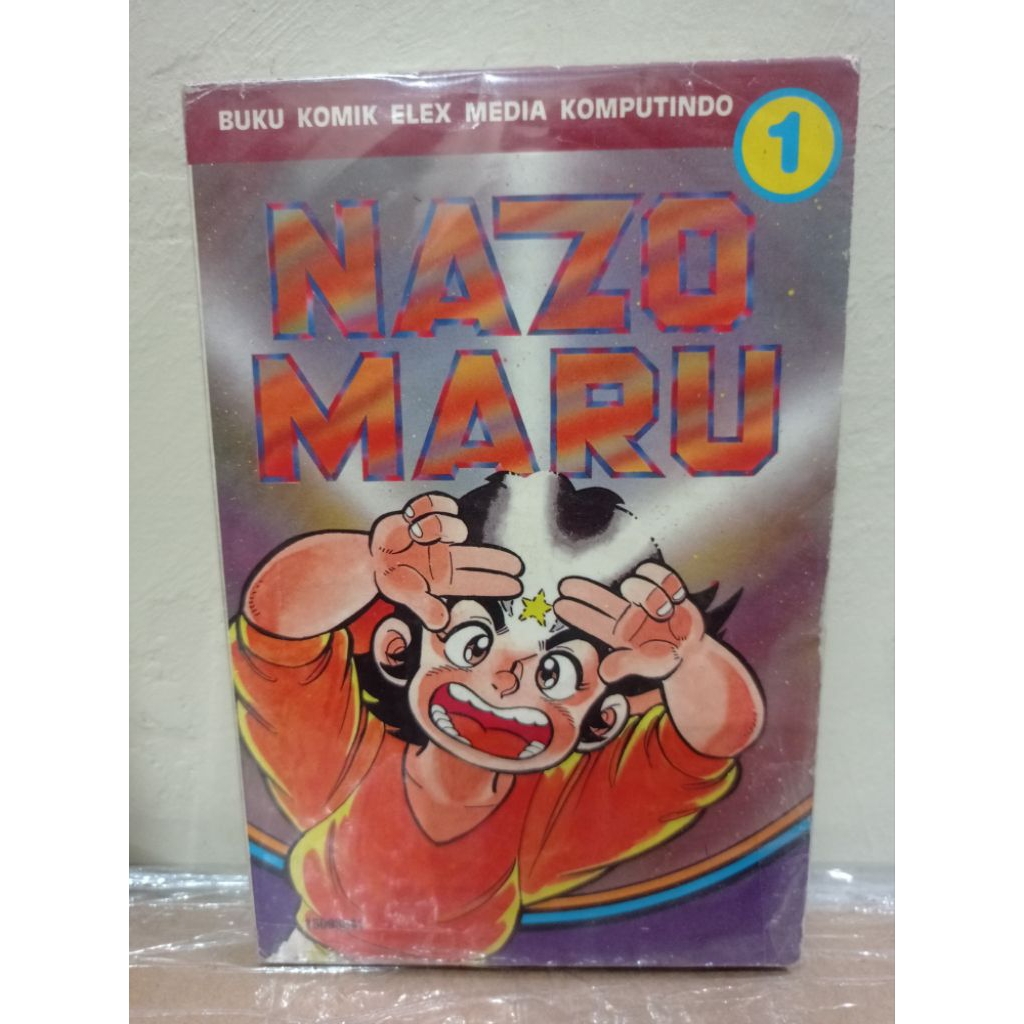 BUKU KOMIK ELEX MEDIA KOMPUTINDO
1
NAZO
MARU